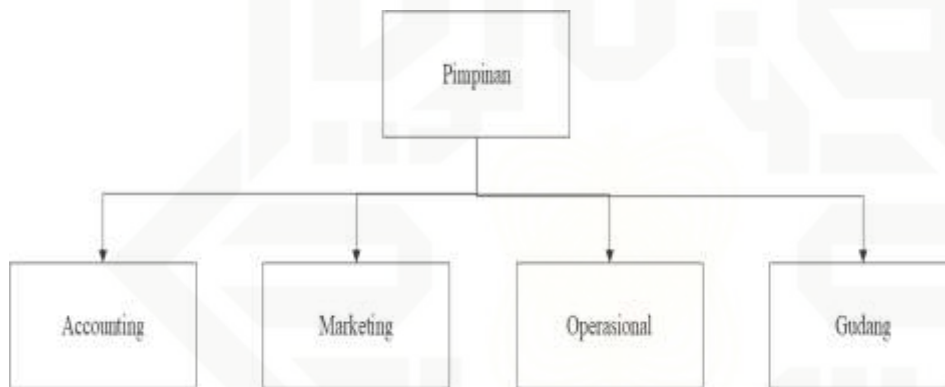 Pimpinan
Accounting
Marketing
Operasional
Gudang